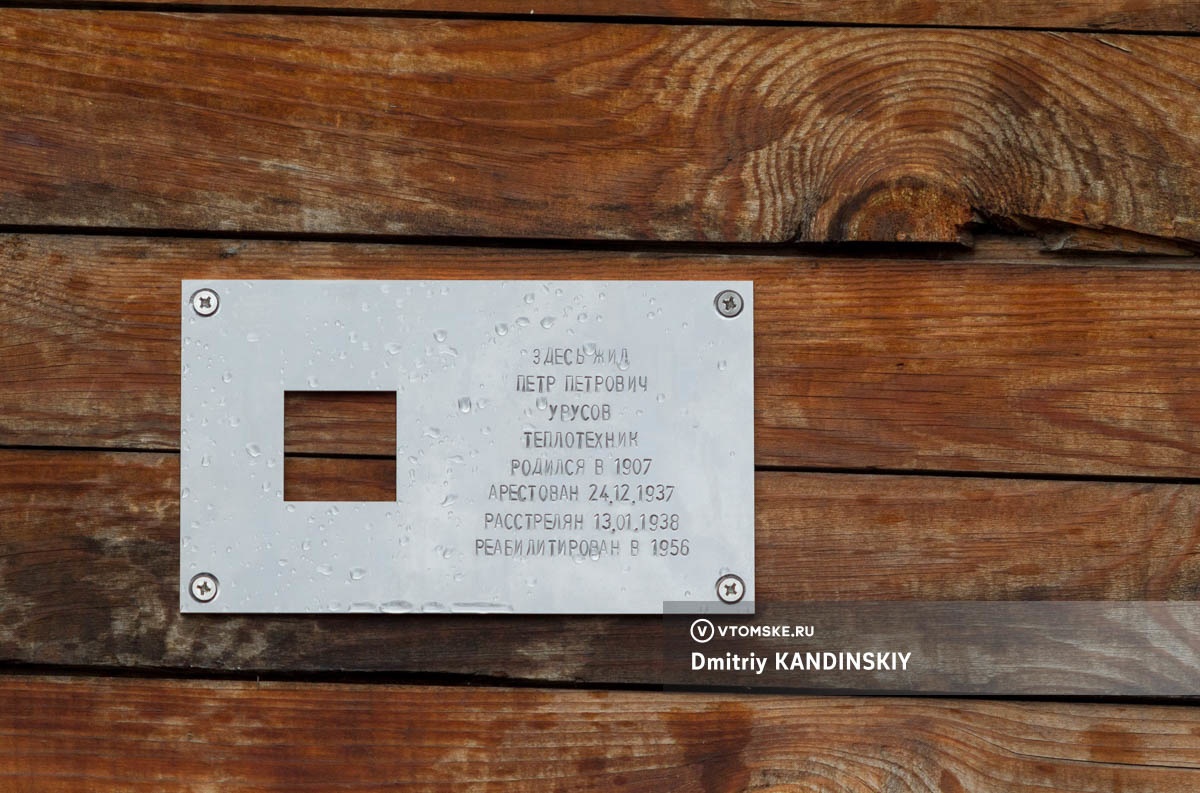 ЗДЕСЬ ЖИЛ
ПЕТР ПЕТРОВИЧ
УРУСОВ
ТЕПЛОТЕХНИК
РОДИЛСЯ В 1907
АРЕСТОВАН 24.12.1937
РАССТРЕЛЯН 13.01.1938
РЕАБИЛИТИРОВАН В 1956
V VTOMSKE.RU
Dmitriy KANDINSKIY